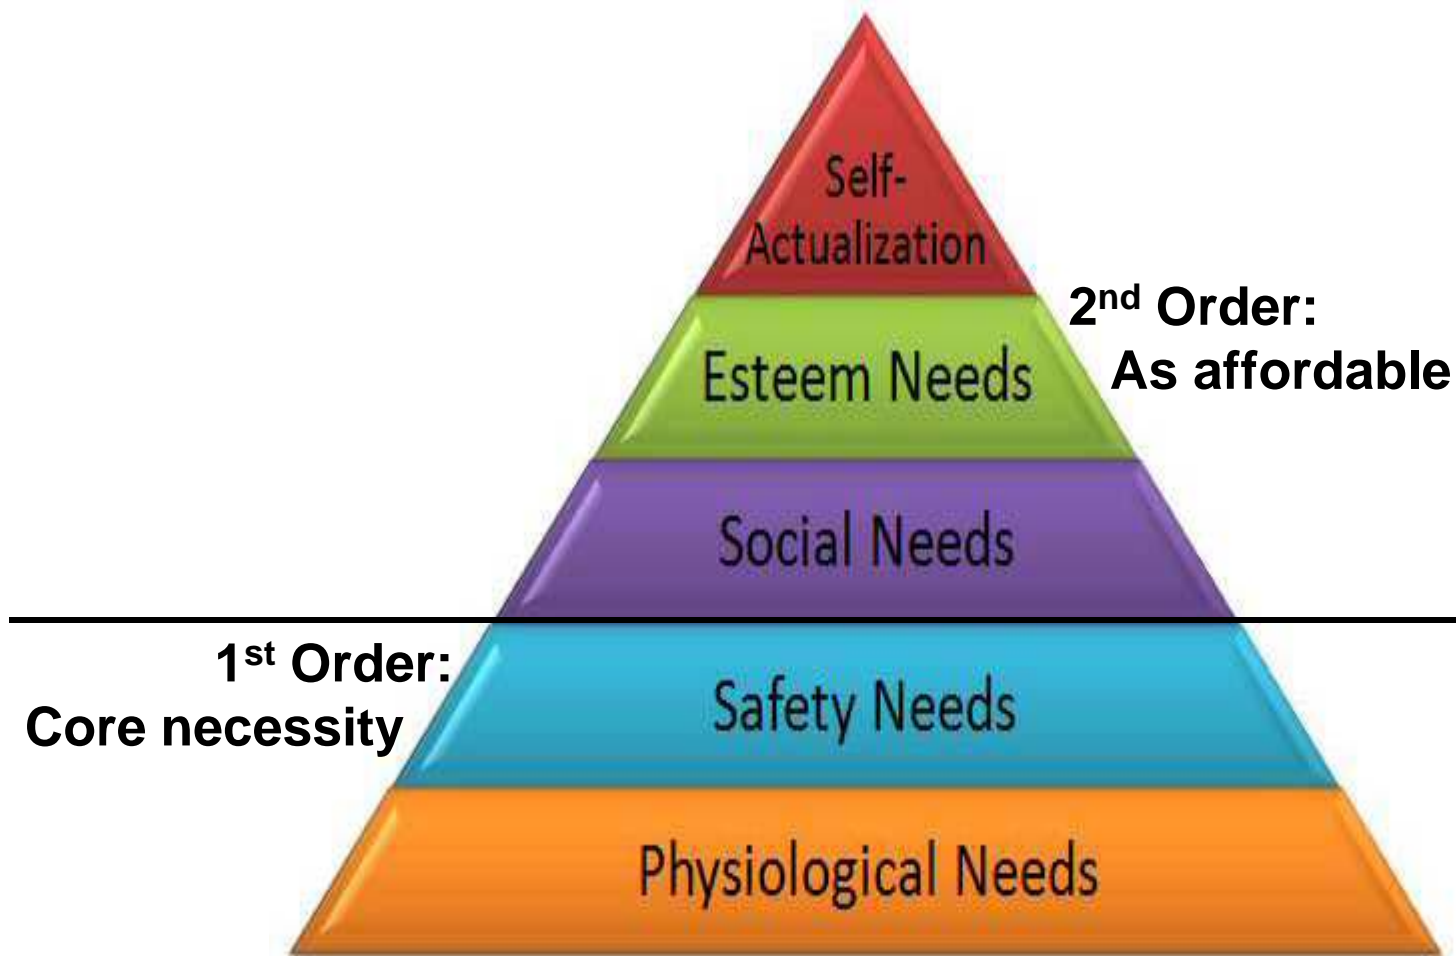 Self-
Actualization
2nd Order:
As affordable
Esteem Needs
Social Needs
1st Order:
Core necessity
Safety Needs
Physiological Needs